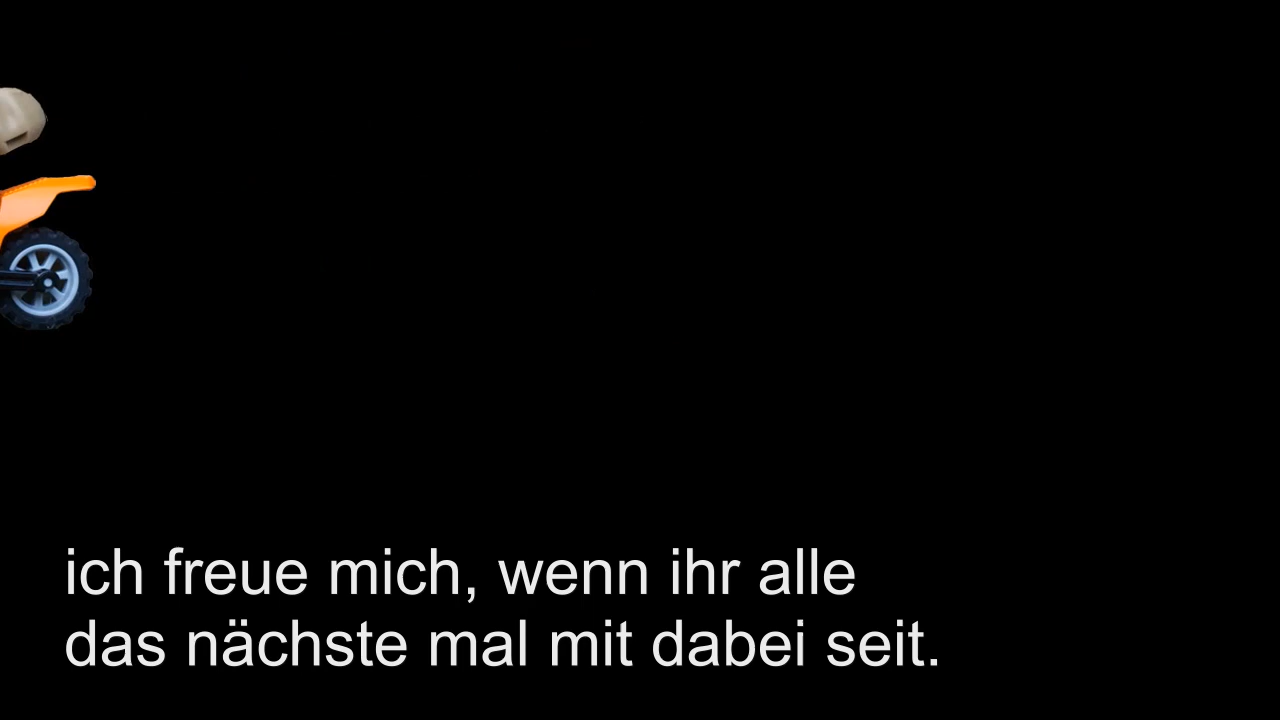 ich freue mich, wenn ihr alle
das nächste mal mit dabei seit.